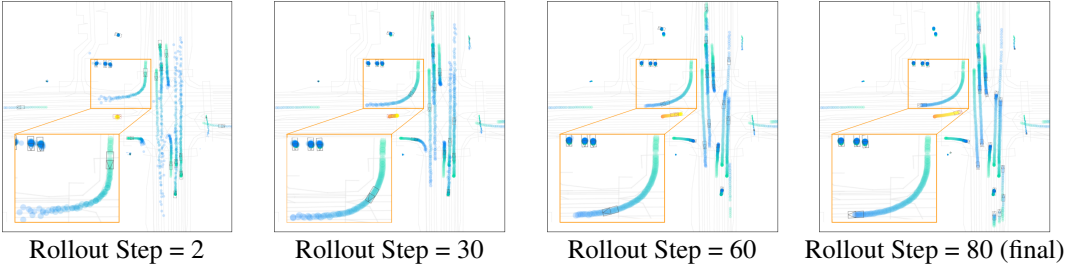 Rollout Step = 2
Rollout Step = 30
Rollout Step = 60
Rollout Step = 80 (final)